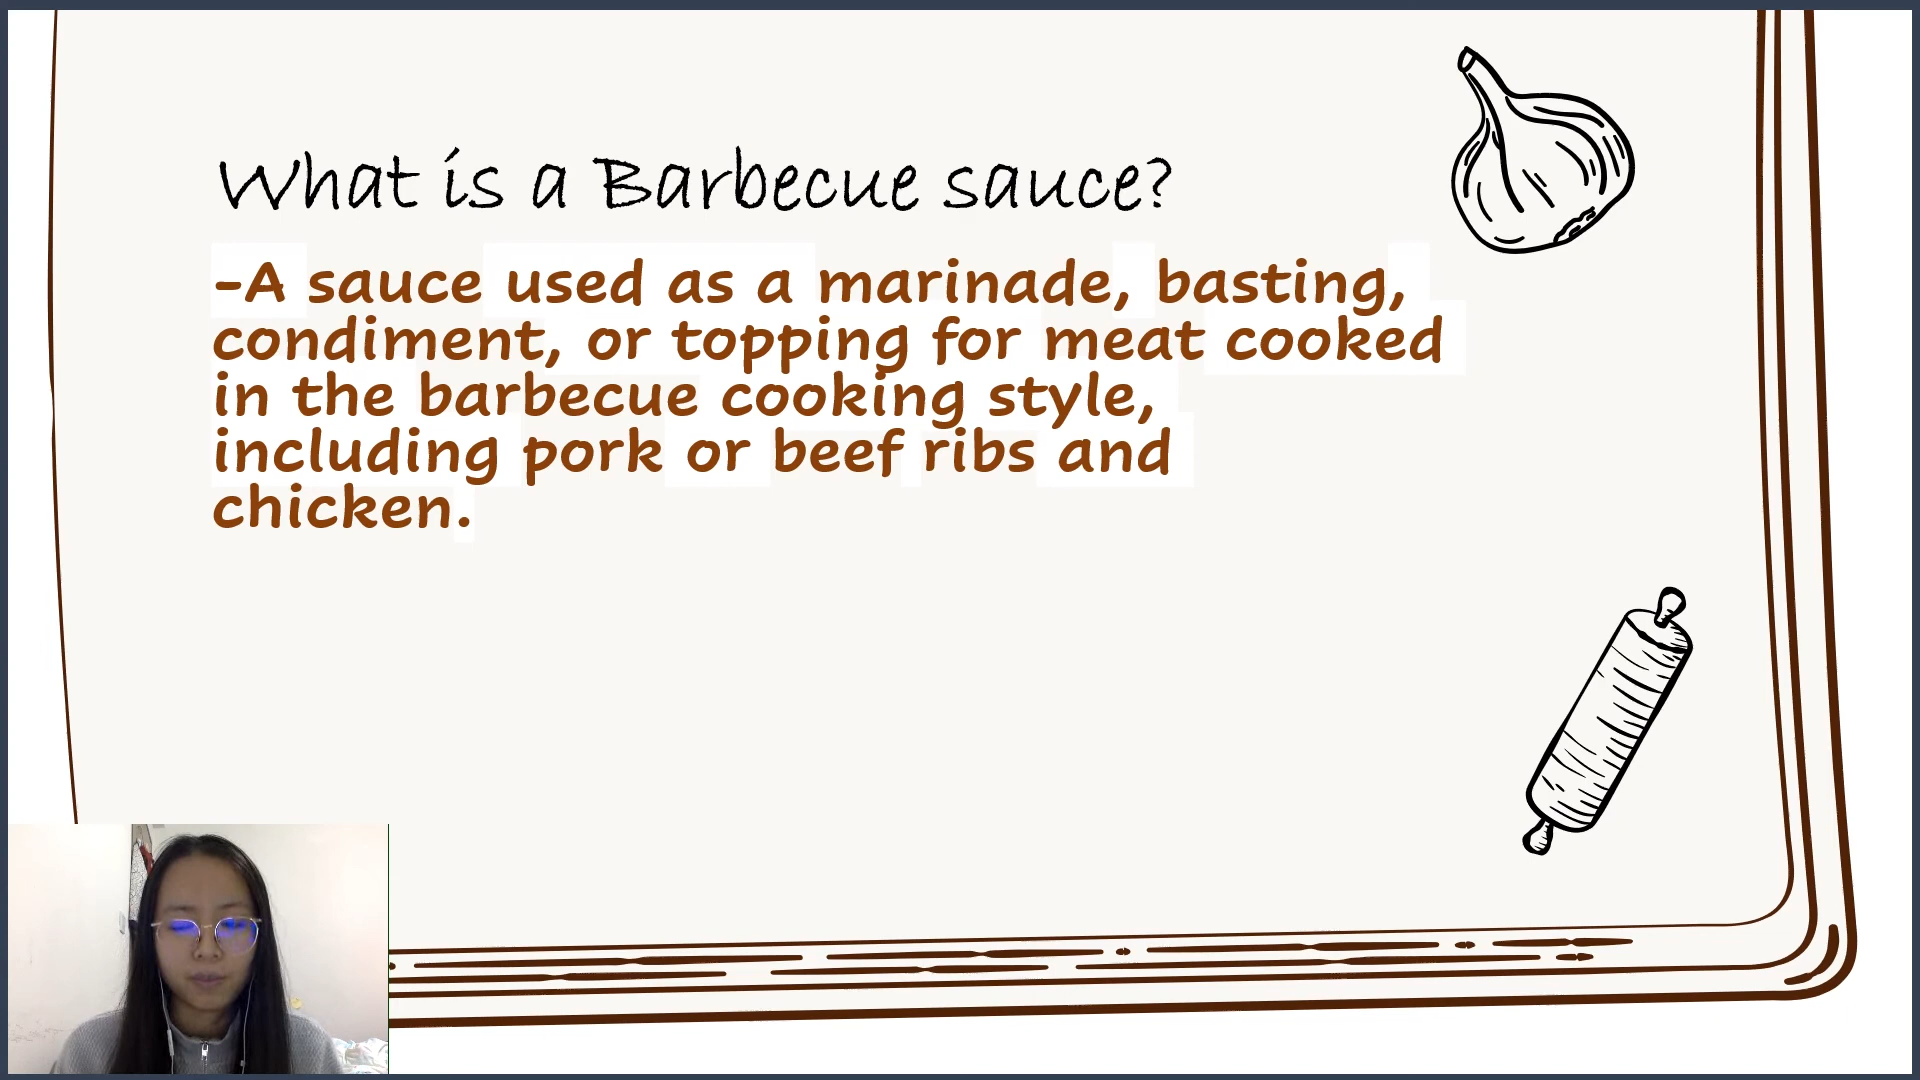 What is a Barbecue sauce?
-A sauce used as a marinade, basting,
condiment, or topping for meat cooked
in the barbecue cooking style,
including pork or beef ribs and
chicken.